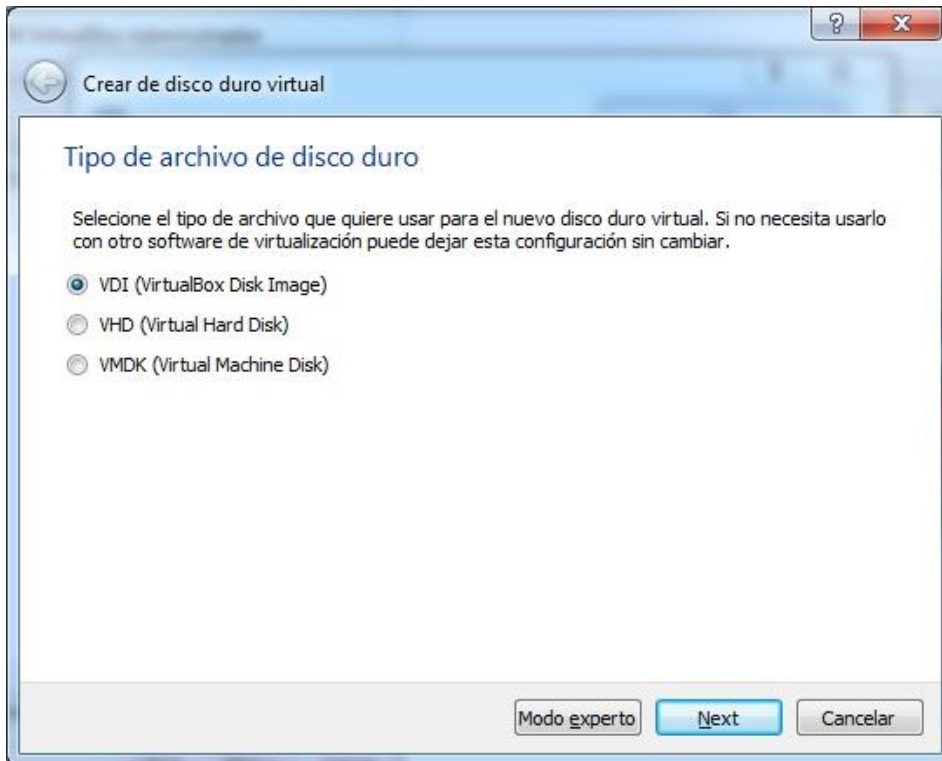 Crear de disco duro virtual
Tipo de archivo de disco duro
Selecione el tipo de archivo que quiere usar para el nuevo disco duro virtual. Si no necesita usarlo
con otro software de virtualización puede dejar esta configuración sin cambiar.
VDI (VirtualBox Disk Image)
VHD (Virtual Hard Disk)
VMDK (Virtual Machine Disk)
Modo experto Next Cancelar